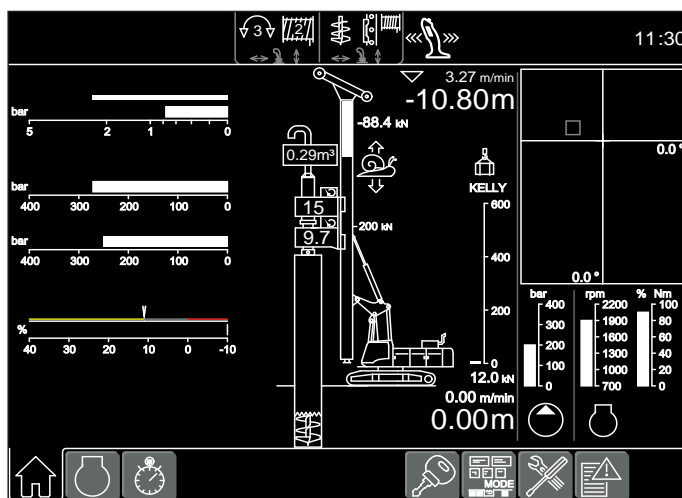 3 2
11:30
3.27 m/min
-10.80m
bar
5 2 1 0
-88.4 kN
0.29m³
0.0 °
KELLY
600
bar
400 300 200 100 0
15
200 kN
9.7
400
bar
400 300 200 100 0
0.0 °
200
bar rpm % Nm
400 2200 100
300 1900 80
1600 60
200 1300 40
100 1000 20
0 700 0
%
40 30 20 10 0 -10
0
12.0 kN
0.00 m/min
0.00m
MODE